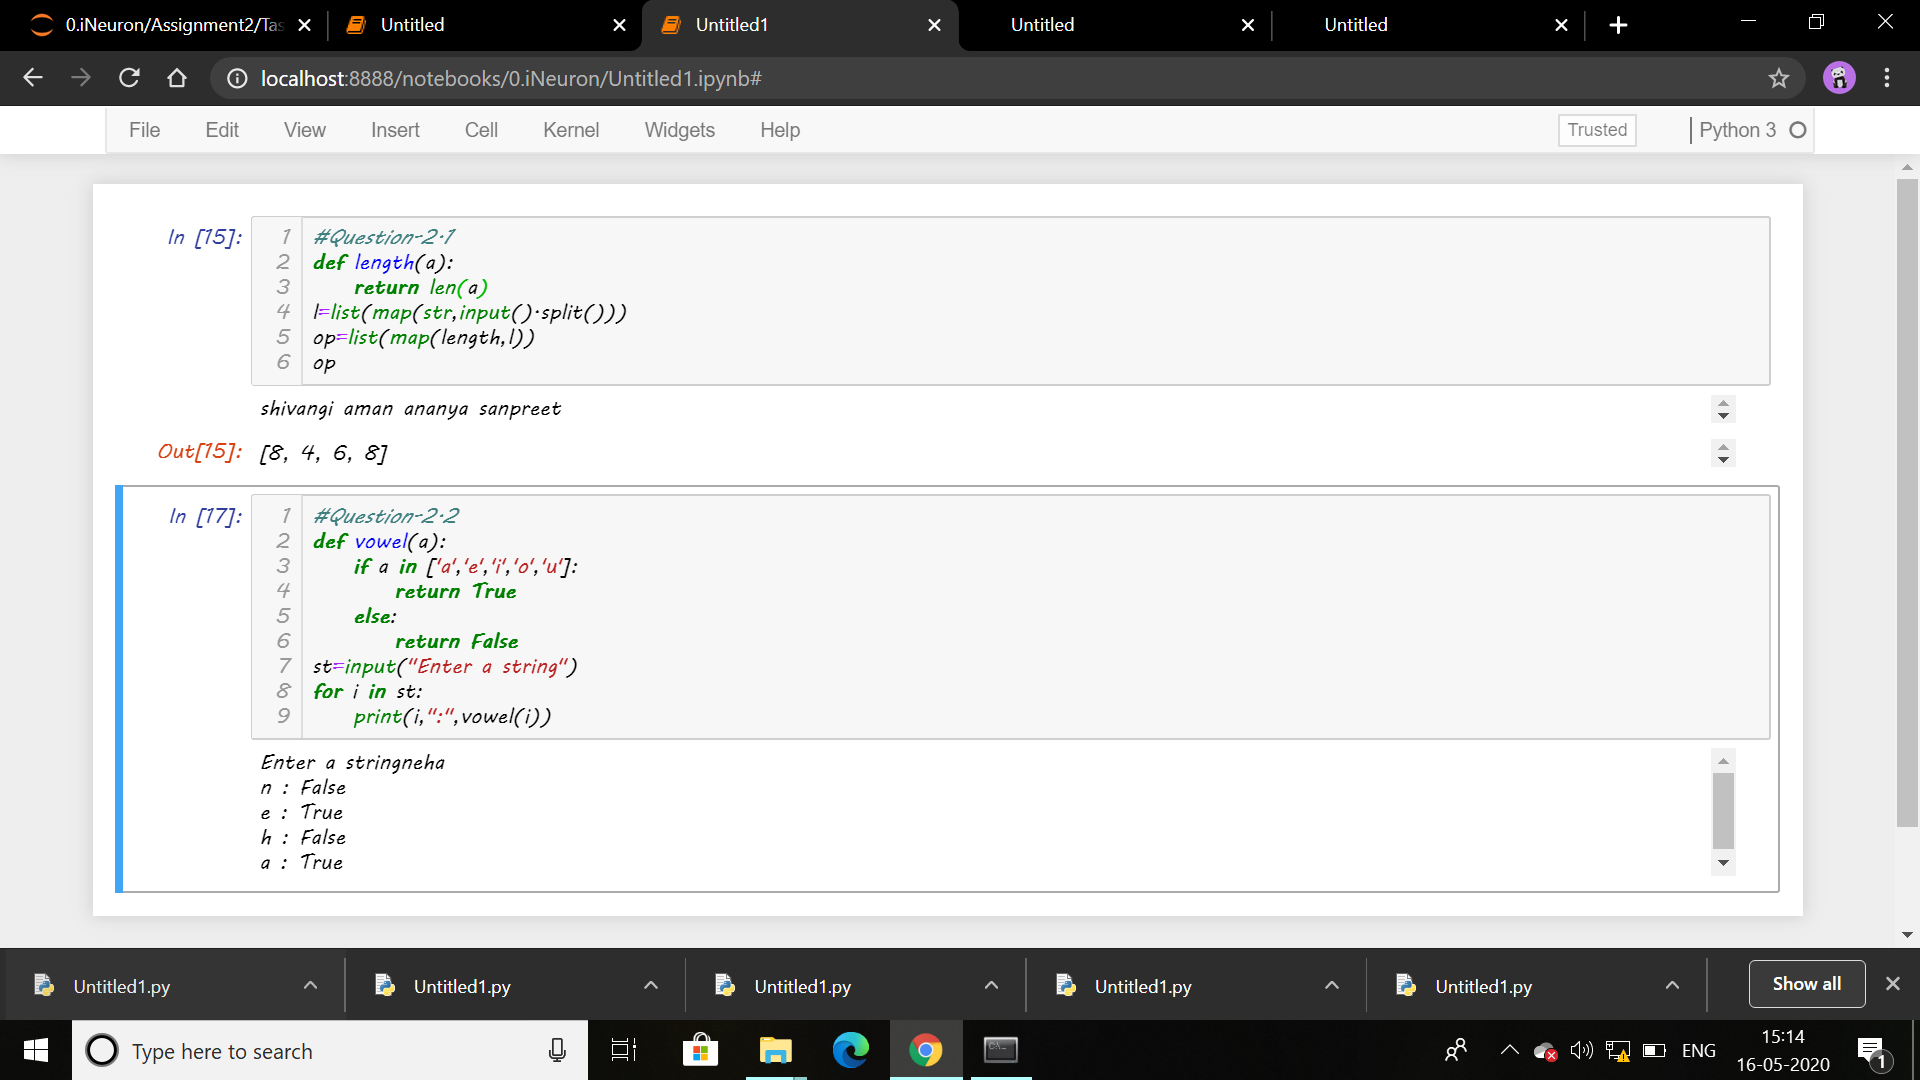 0.iNeuron/Assignment2/Tas
Untitled
Untitled1
Untitled
Untitled
localhost:8888/notebooks/0.iNeuron/Untitled1.ipynb#
File Edit View Insert Cell Kernel Widgets Help Trusted Python 3
In [15]:
1 #Question-2.1
2 def length(a):
3 return len(a)
4 l=list(map(str,input().split()))
5 op=list(map(length,l))
6 op
shivangi aman ananya sanpreet
Out[15]: [8, 4, 6, 8]
In [17]:
1 #Question-2.2
2 def vowel(a):
3 if a in ['a','e','i','o','u']:
4 return True
5 else:
6 return False
7 st=input("Enter a string")
8 for i in st:
9 print(i,":",vowel(i))
Enter a stringneha
n : False
e : True
h : False
a : True
Untitled1.py Untitled1.py Untitled1.py Untitled1.py Untitled1.py Show all
Type here to search
ENG
15:14
16-05-2020
1